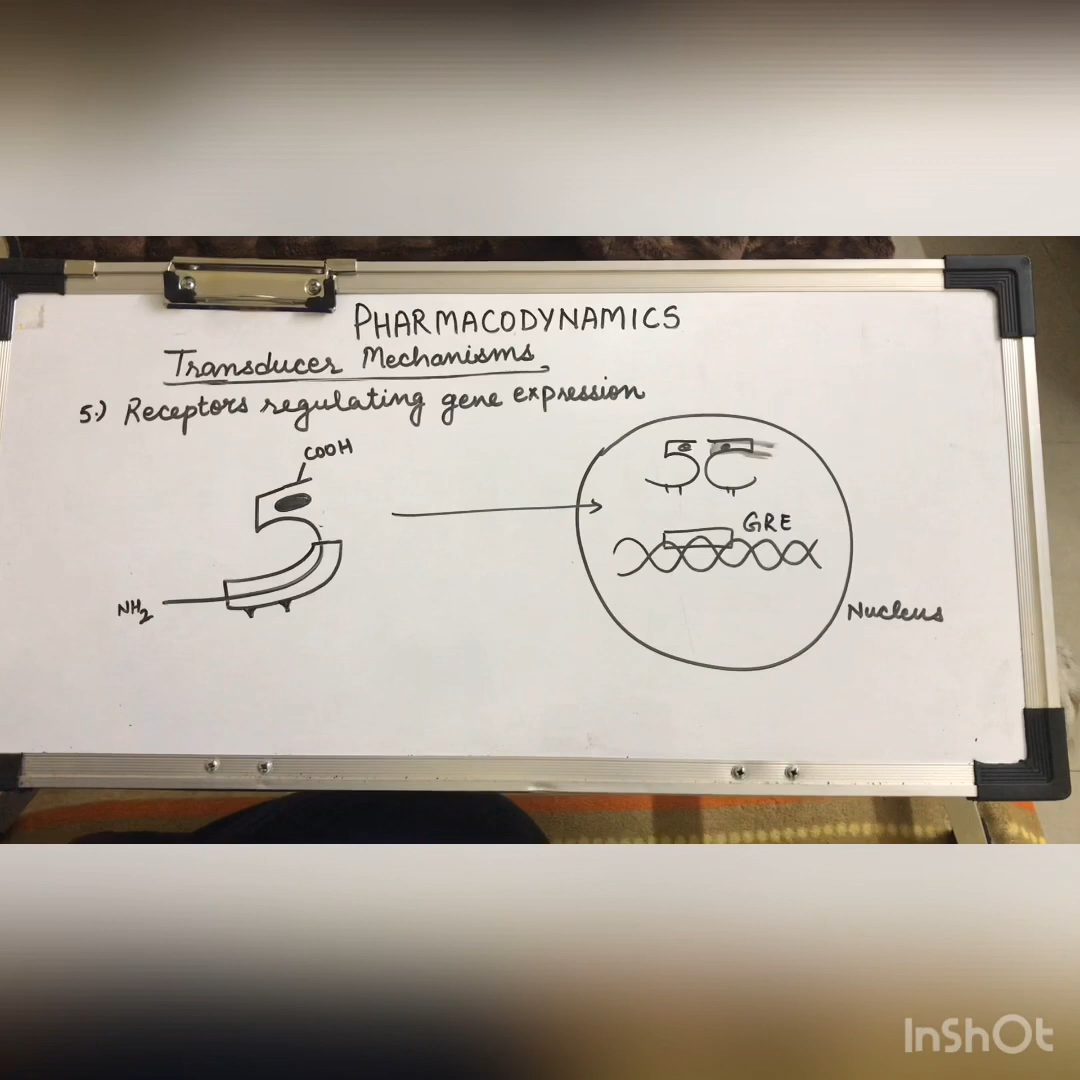 PHARMACODYNAMICS
Transducer Mechanisms
5.) Receptors regulating gene expression
COOH
GRE
NH2
Nucleus
InShOt